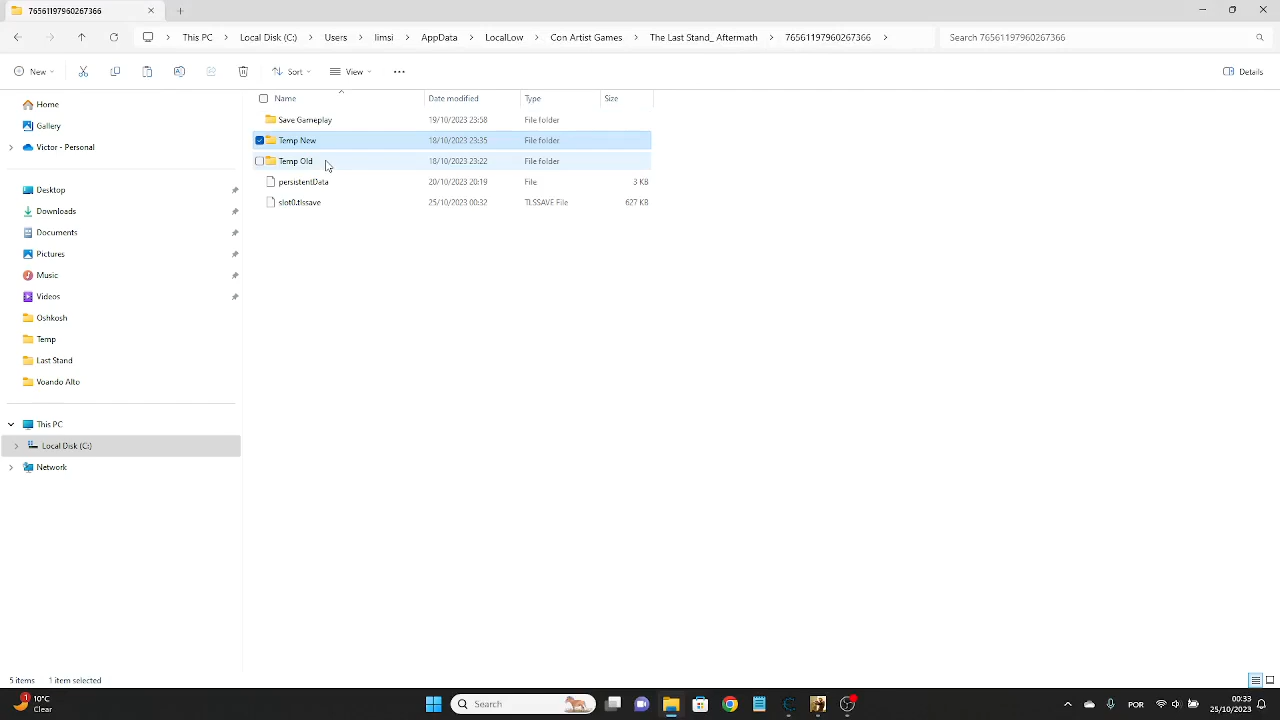 76561197960267366
This PC > Local Disk (C:) > Users > limsi > AppData > LocalLow > Con Artist Games > The Last Stand_ Aftermath > 76561197960267366 >
Search 76561197960267366
New
Sort
View
Details
Name Date modified Type Size
Home
Gallery
Victor - Personal
Desktop
Downloads
Documents
Pictures
Music
Videos
Oshkosh
Temp
Last Stand
Voando Alto
This PC
Local Disk (C:)
Network
Save Gameplay 19/10/2023 23:58 File folder
Temp New 18/10/2023 23:35 File folder
Temp Old 18/10/2023 23:22 File folder
persistentData 20/10/2023 20:19 File 3 KB
slot0.tlssave 25/10/2023 00:32 TLSSAVE File 627 KB
5 items 1 item selected
1
10°C
Clear
Search
POR
00:33
25/10/2023